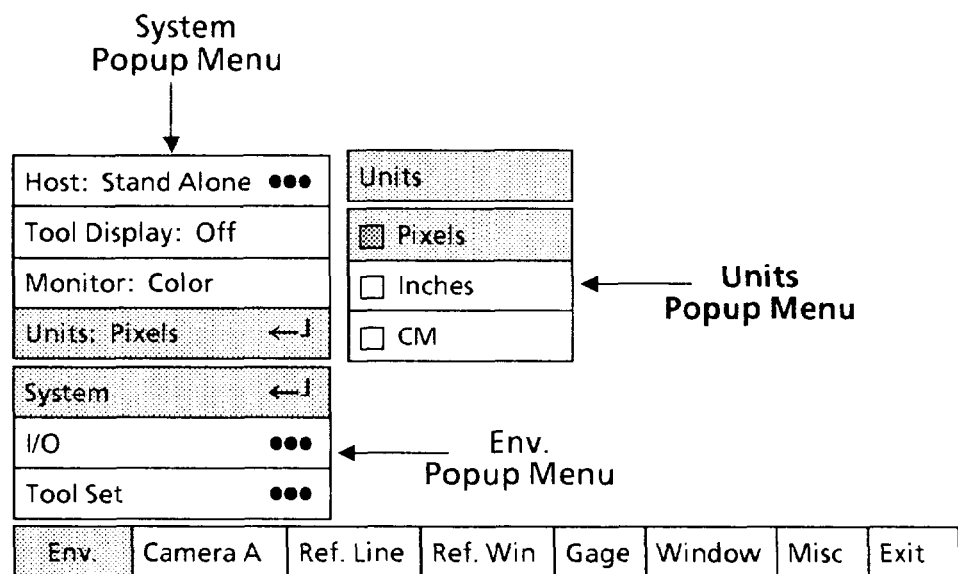 System
Popup Menu
Host: Stand Alone ●●●
Tool Display: Off
Monitor: Color
Units: Pixels ←┘
Units
Pixels
Inches
CM
Units
Popup Menu
System ←┘
I/O ●●●
Tool Set ●●●
Env.
Popup Menu
Env. Camera A Ref. Line Ref. Win Gage Window Misc Exit